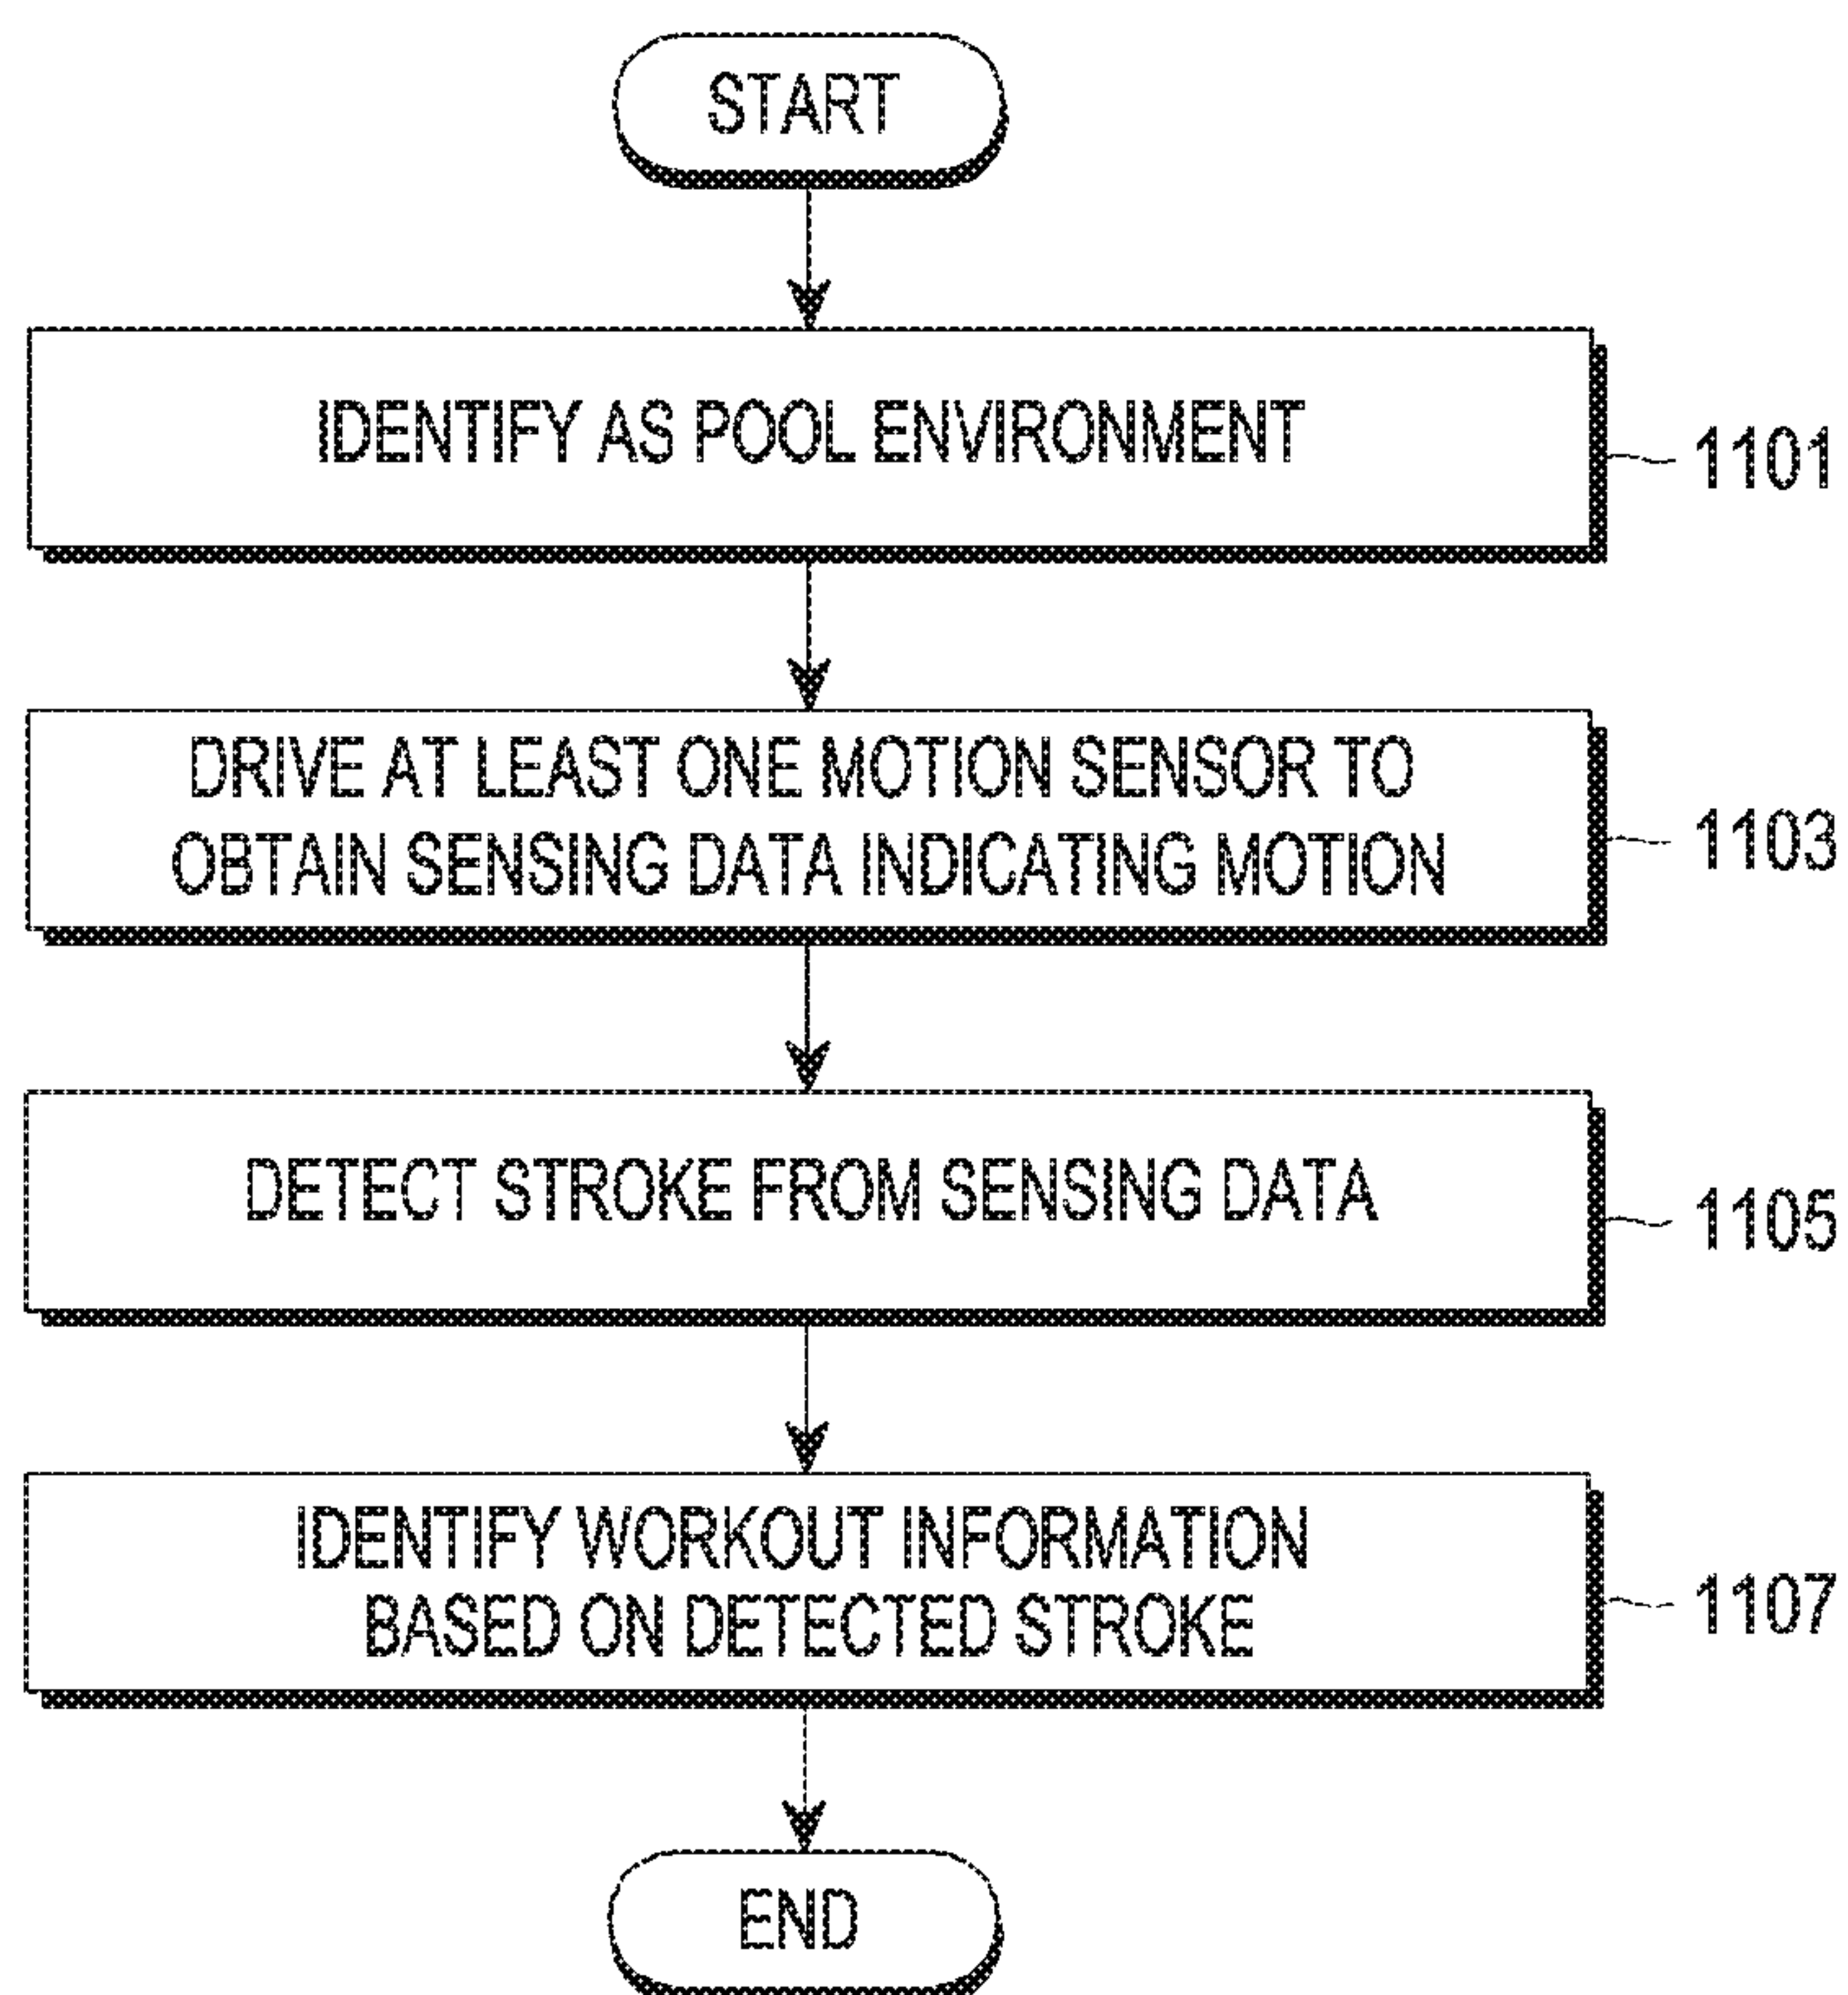 START
IDENTIFY AS POOL ENVIRONMENT
1101
DRIVE AT LEAST ONE MOTION SENSOR TO
OBTAIN SENSING DATA INDICATING MOTION
1103
DETECT STROKE FROM SENSING DATA
1105
IDENTIFY WORKOUT INFORMATION
BASED ON DETECTED STROKE
1107
END